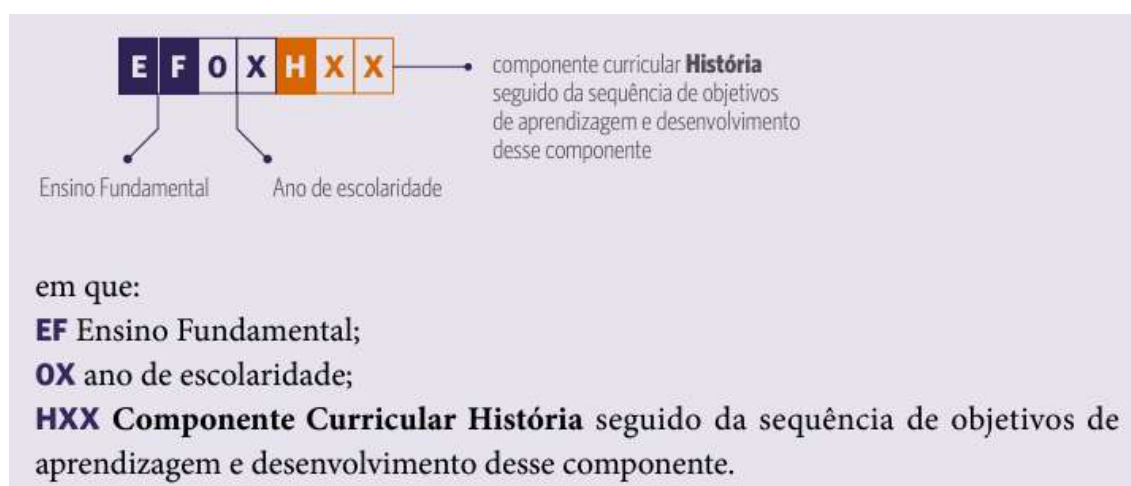 EF0XHXX
componente curricular História
seguido da sequência de objetivos
de aprendizagem e desenvolvimento
desse componente
Ensino Fundamental
Ano de escolaridade
em que:
EF Ensino Fundamental;
0X ano de escolaridade;
HXX Componente Curricular História seguido da sequência de objetivos de
aprendizagem e desenvolvimento desse componente.